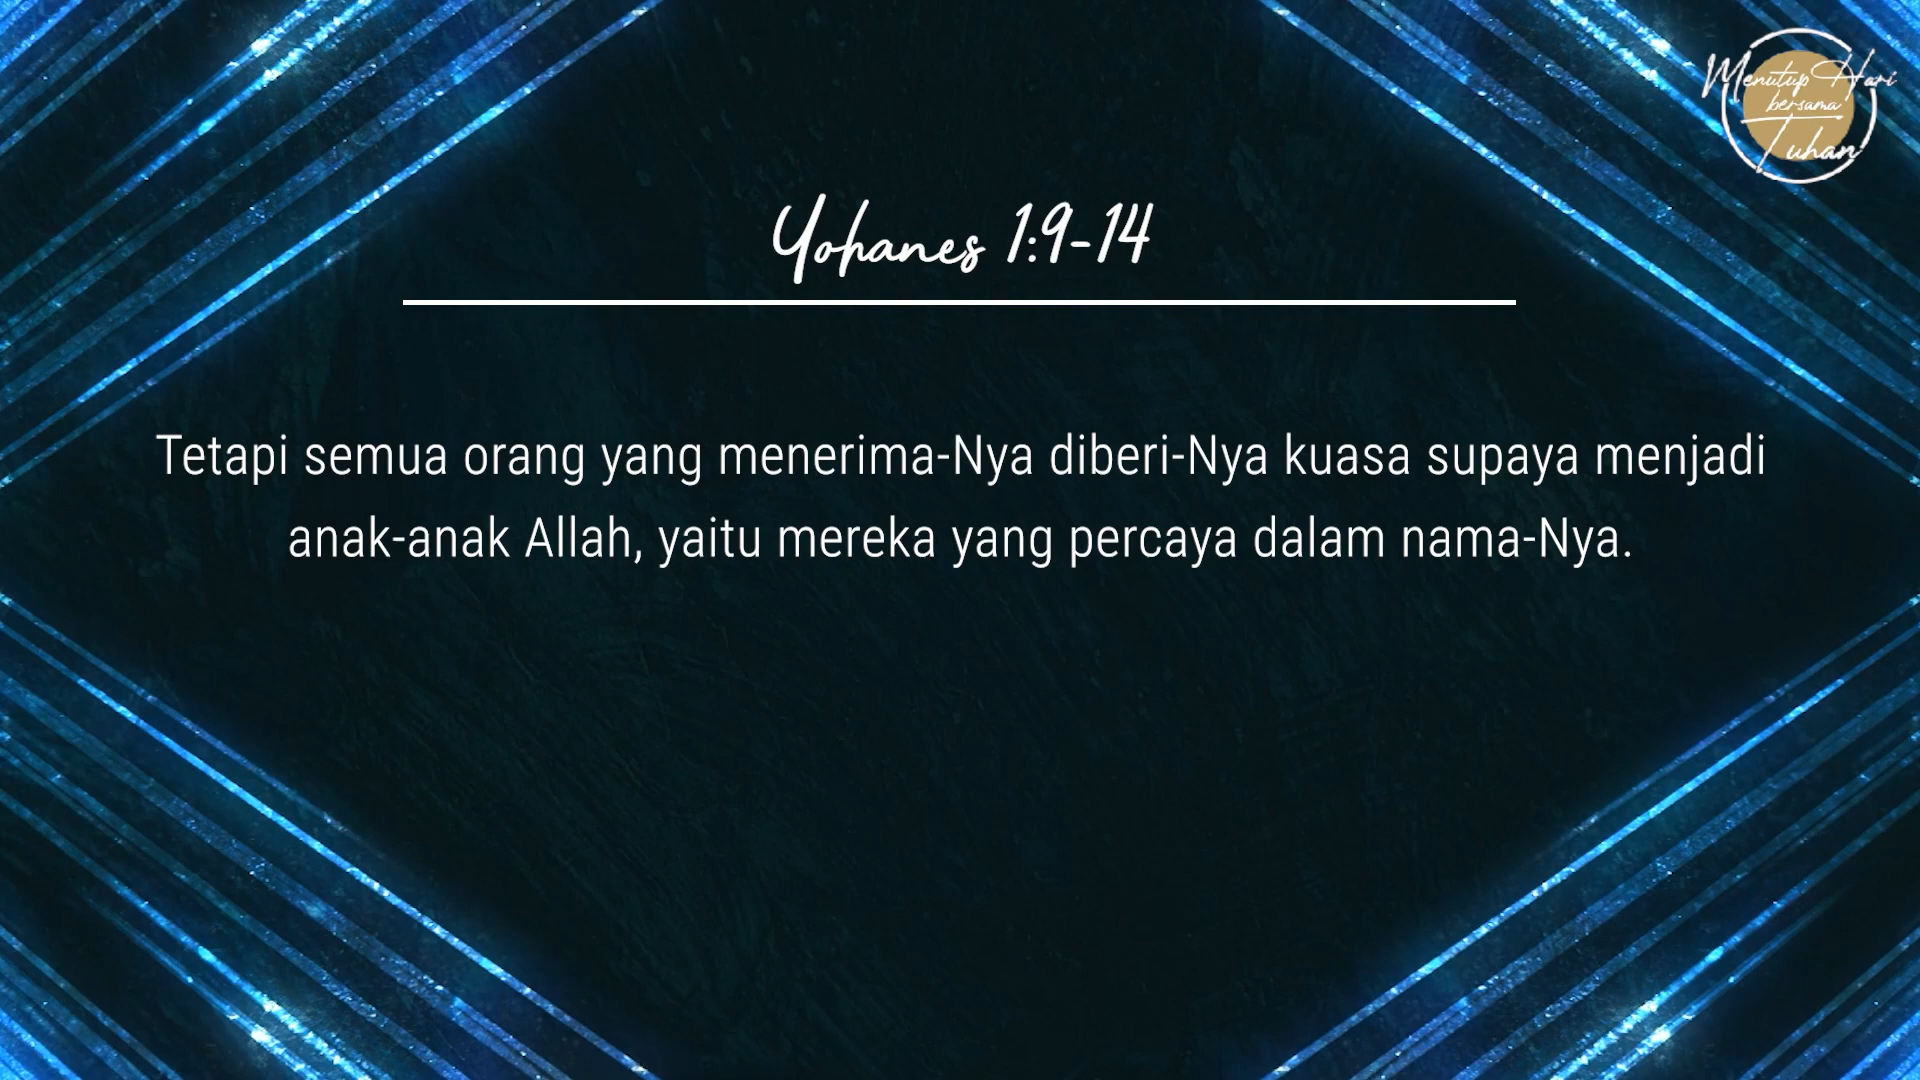 Menutup Hari
bersama
Tuhan
Yohanes 1:9-14
Tetapi semua orang yang menerima-Nya diberi-Nya kuasa supaya menjadi
anak-anak Allah, yaitu mereka yang percaya dalam nama-Nya.